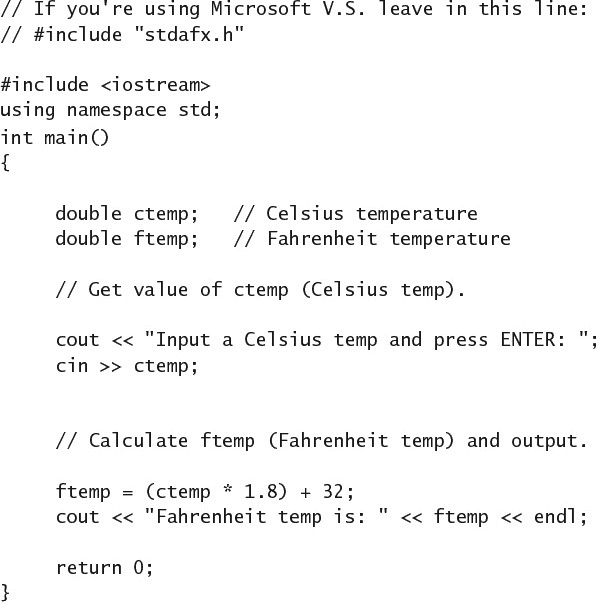 // If you're using Microsoft V.S. leave in this line:
// #include "stdafx.h"
#include <iostream>
using namespace std;
int main()
{
double ctemp;   // Celsius temperature
double ftemp;   // Fahrenheit temperature
// Get value of ctemp (Celsius temp).
cout << "Input a Celsius temp and press ENTER: ";
cin >> ctemp;
// Calculate ftemp (Fahrenheit temp) and output.
ftemp = (ctemp * 1.8) + 32;
cout << "Fahrenheit temp is: " << ftemp << endl;
return 0;
}